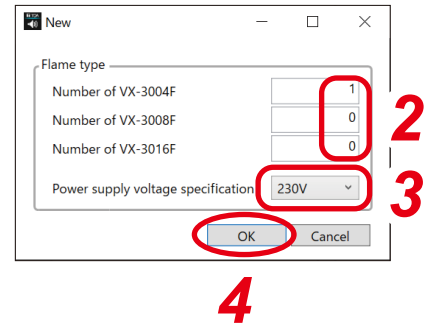 New
Flame type
Number of VX-3004F 1
Number of VX-3008F 0
Number of VX-3016F 0
2
Power supply voltage specification 230V
3
OK Cancel
4